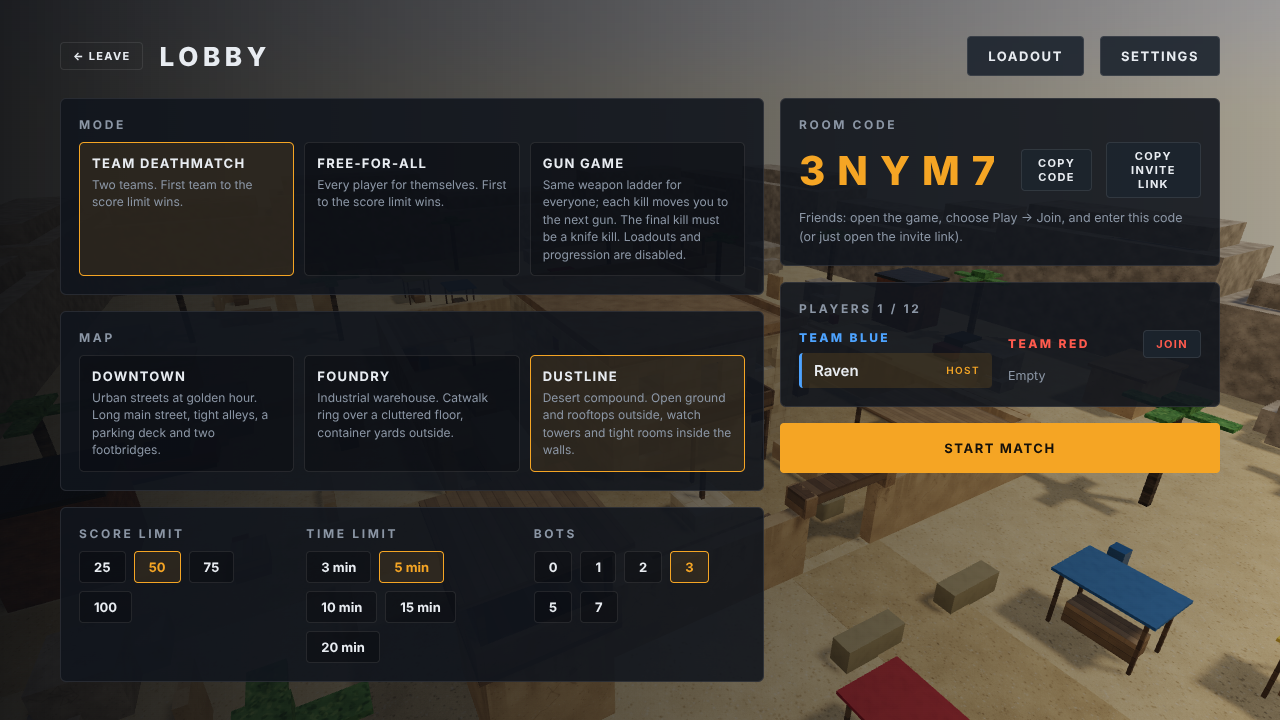 ← LEAVE
LOBBY
LOADOUT
SETTINGS
MODE
TEAM DEATHMATCH
Two teams. First team to the
score limit wins.
FREE-FOR-ALL
Every player for themselves. First
to the score limit wins.
GUN GAME
Same weapon ladder for
everyone; each kill moves you to
the next gun. The final kill must
be a knife kill. Loadouts and
progression are disabled.
MAP
DOWNTOWN
Urban streets at golden hour.
Long main street, tight alleys, a
parking deck and two
footbridges.
FOUNDRY
Industrial warehouse. Catwalk
ring over a cluttered floor,
container yards outside.
DUSTLINE
Desert compound. Open ground
and rooftops outside, watch
towers and tight rooms inside the
walls.
SCORE LIMIT
25 50 75
100
TIME LIMIT
3 min 5 min
10 min 15 min
20 min
BOTS
0 1 2 3
5 7
ROOM CODE
3NYM7
COPY
CODE
COPY
INVITE
LINK
Friends: open the game, choose Play → Join, and enter this code
(or just open the invite link).
PLAYERS 1 / 12
TEAM BLUE
Raven HOST
TEAM RED
JOIN
Empty
START MATCH